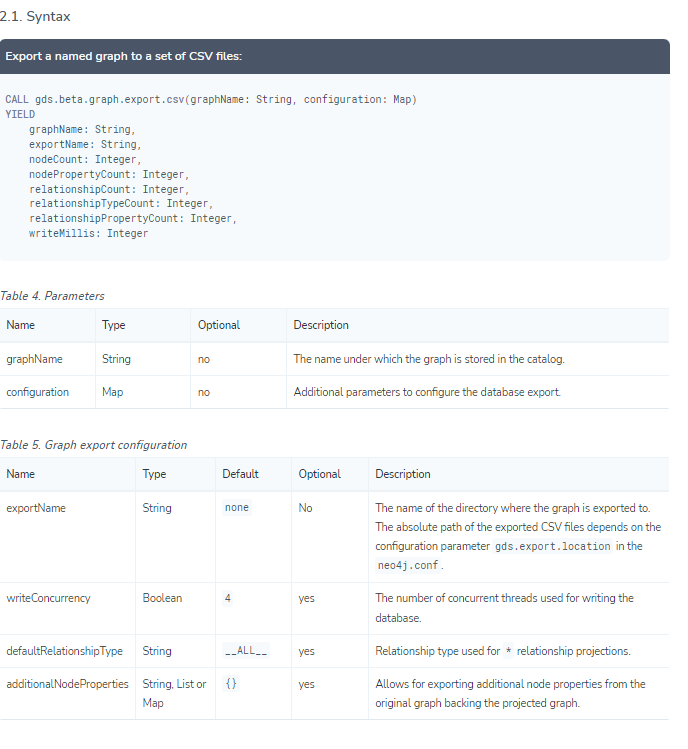 2.1. Syntax
Export a named graph to a set of CSV files:
CALL gds.beta.graph.export.csv(graphName: String, configuration: Map)
YIELD
graphName: String,
exportName: String,
nodeCount: Integer,
nodePropertyCount: Integer,
relationshipCount: Integer,
relationshipTypeCount: Integer,
relationshipPropertyCount: Integer,
writeMillis: Integer
Table 4. Parameters
Name Type Optional Description
graphName String no The name under which the graph is stored in the catalog.
configuration Map no Additional parameters to configure the database export.
Table 5. Graph export configuration
Name Type Default Optional Description
exportName String none No The name of the directory where the graph is exported to.
The absolute path of the exported CSV files depends on the
configuration parameter gds.export.location in the
neo4j.conf.
writeConcurrency Boolean 4 yes The number of concurrent threads used for writing the
database.
defaultRelationshipType String __ALL__ yes Relationship type used for * relationship projections.
additionalNodeProperties String, List or {} yes Allows for exporting additional node properties from the
Map original graph backing the projected graph.